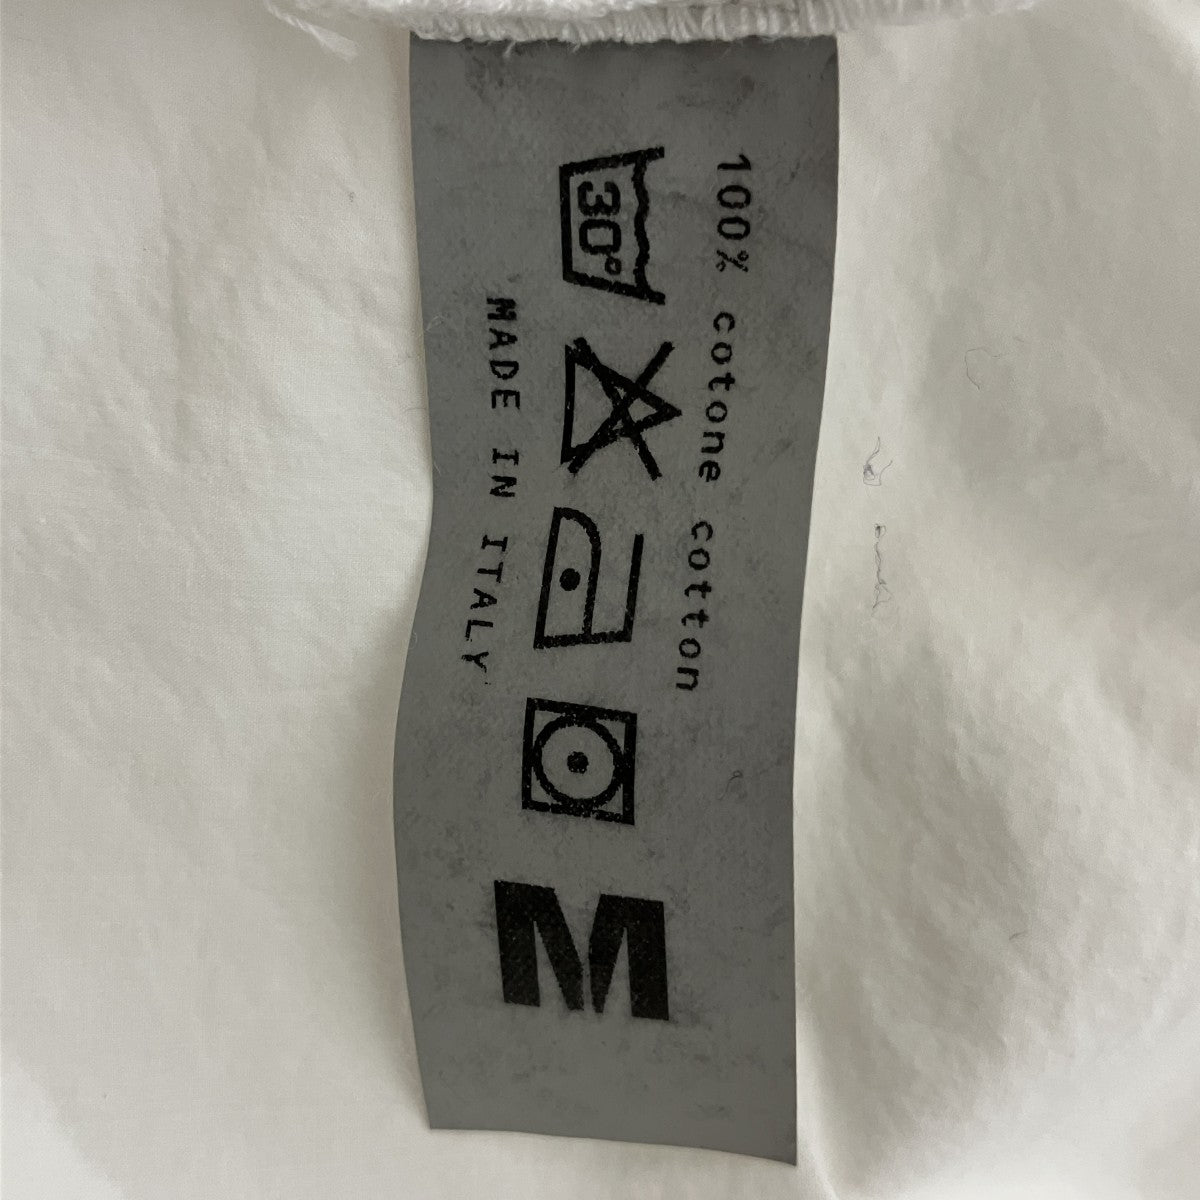 100% cotone cotton
30°
M
MADE IN ITALY